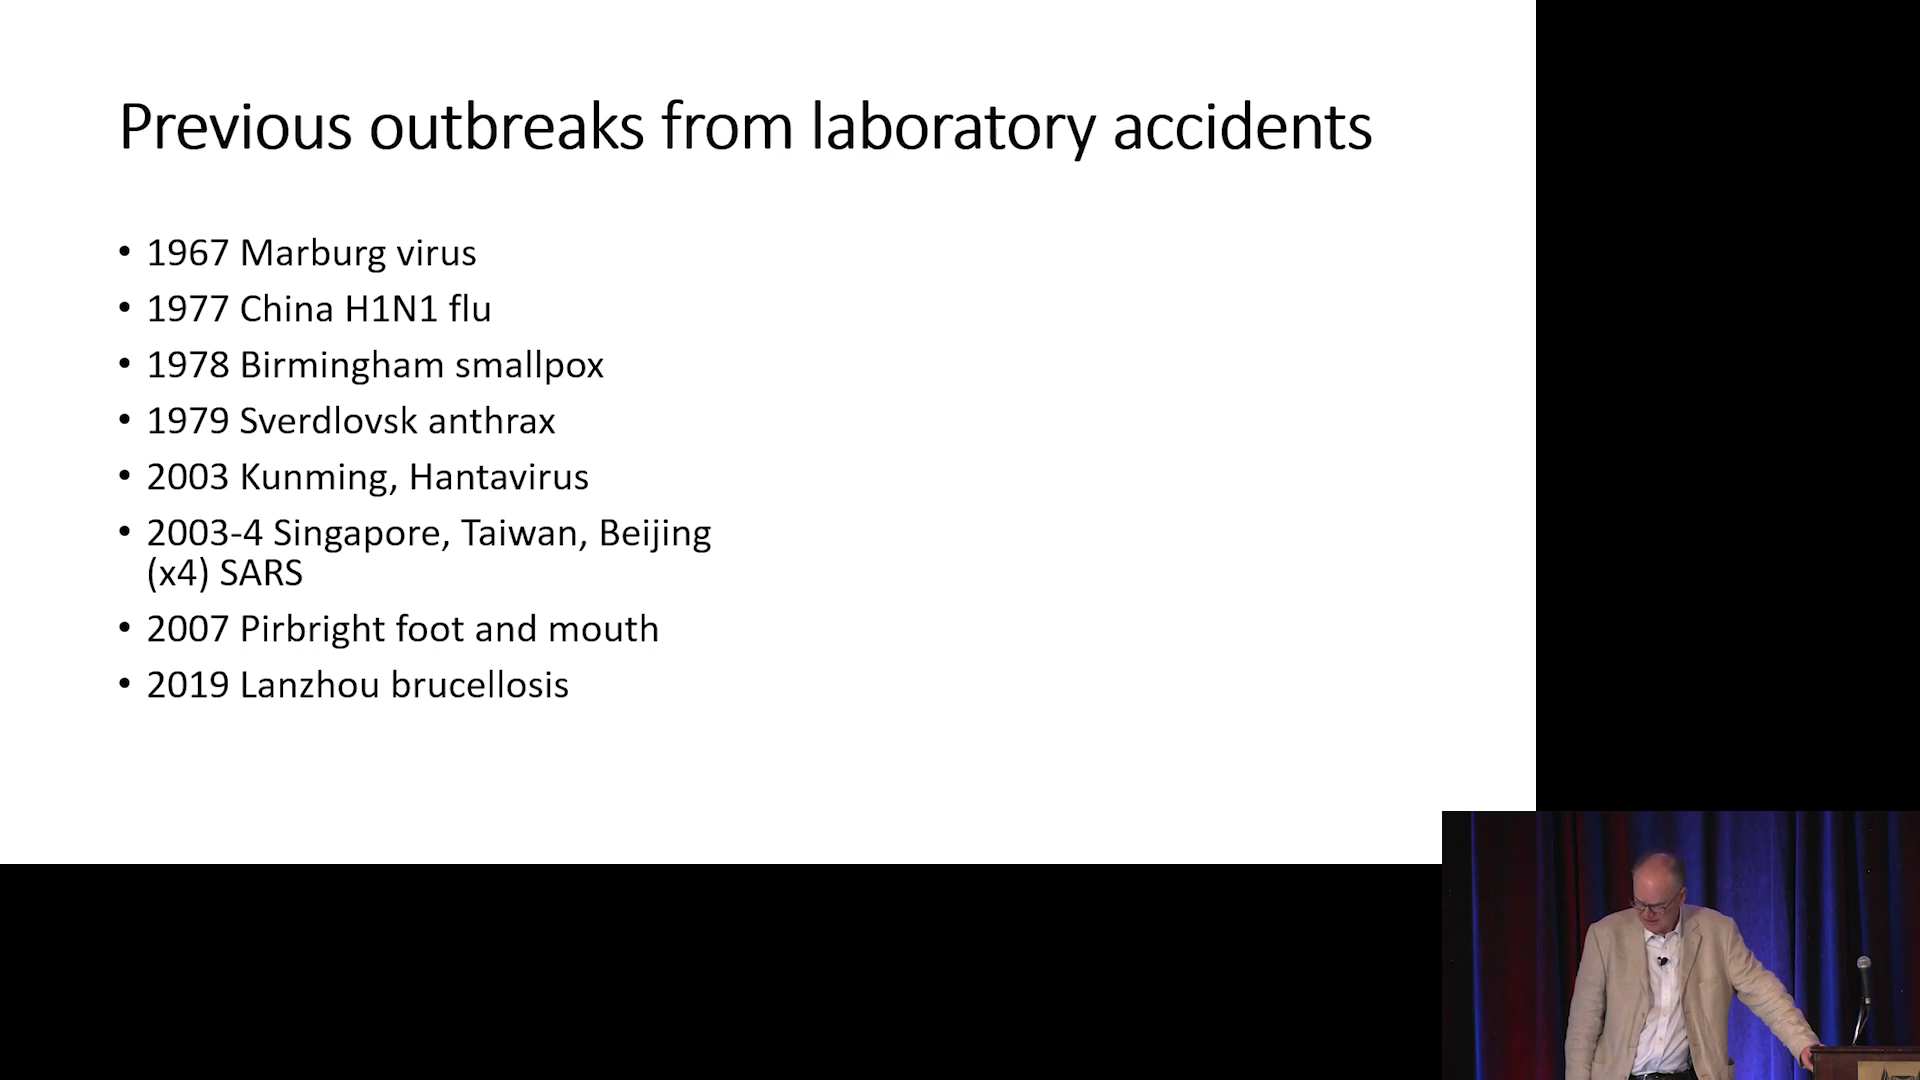 Previous outbreaks from laboratory accidents
• 1967 Marburg virus
• 1977 China H1N1 flu
• 1978 Birmingham smallpox
• 1979 Sverdlovsk anthrax
• 2003 Kunming, Hantavirus
• 2003-4 Singapore, Taiwan, Beijing
(x4) SARS
• 2007 Pirbright foot and mouth
• 2019 Lanzhou brucellosis